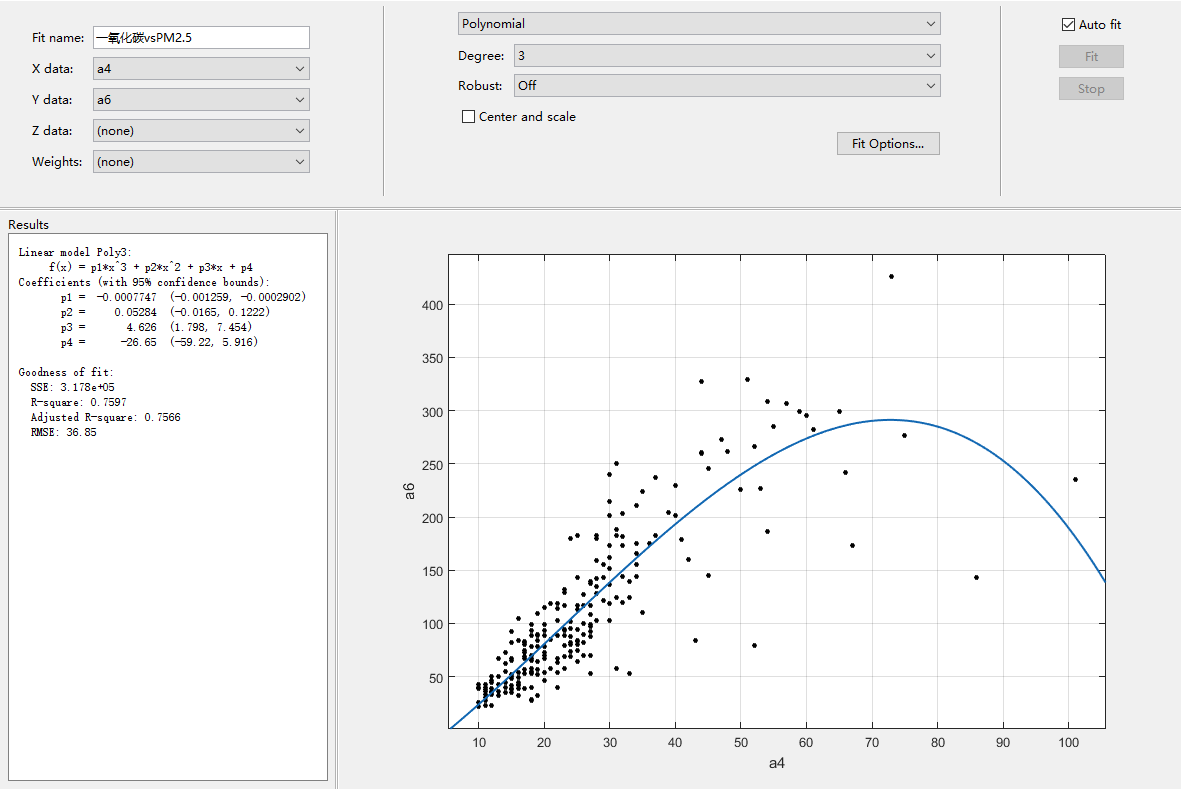 Fit name: 一氧化碳vsPM2.5
X data: a4
Y data: a6
Z data: (none)
Weights: (none)
Polynomial
Degree: 3
Robust: Off
Center and scale
Fit Options...
Auto fit
Fit
Stop
Results
Linear model Poly3:
f(x) = p1*x^3 + p2*x^2 + p3*x + p4
Coefficients (with 95% confidence bounds):
p1 = -0.0007747 (-0.001259, -0.0002902)
p2 = 0.05284 (-0.0165, 0.1222)
p3 = 4.626 (1.798, 7.454)
p4 = -26.65 (-59.22, 5.916)
Goodness of fit:
SSE: 3.178e+05
R-square: 0.7597
Adjusted R-square: 0.7566
RMSE: 36.85
400
350
300
250
200
150
100
50
a6
10 20 30 40 50 60 70 80 90 100
a4